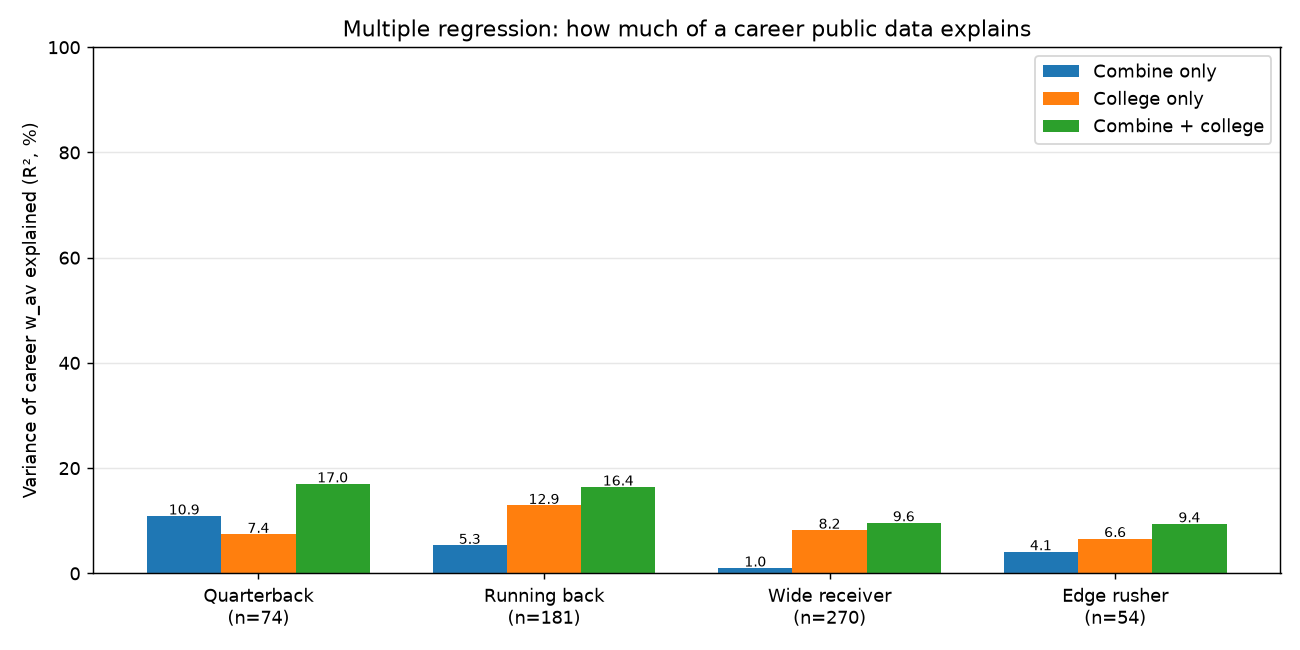 Multiple regression: how much of a career public data explains
Variance of career w_av explained (R², %)
100
80
60
40
20
0
Combine only
College only
Combine + college
10.9
7.4
17.0
5.3
12.9
16.4
1.0
8.2
9.6
4.1
6.6
9.4
Quarterback
(n=74)
Running back
(n=181)
Wide receiver
(n=270)
Edge rusher
(n=54)